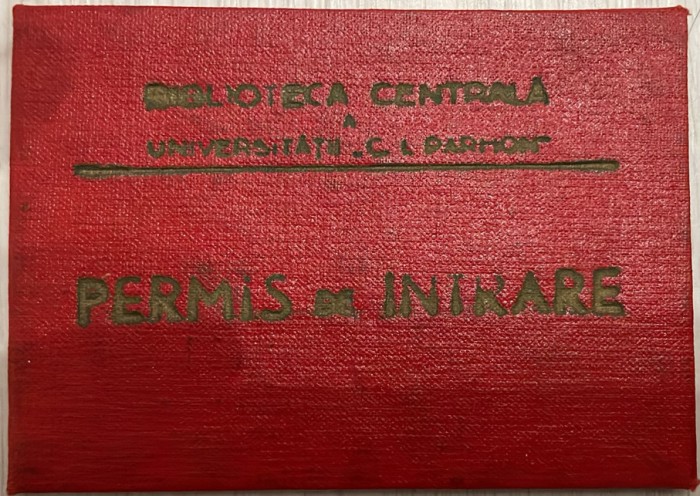 BIBLIOTECA CENTRALĂ
A
UNIVERSITĂȚII „C. I. PARHON”
PERMIS DE INTRARE